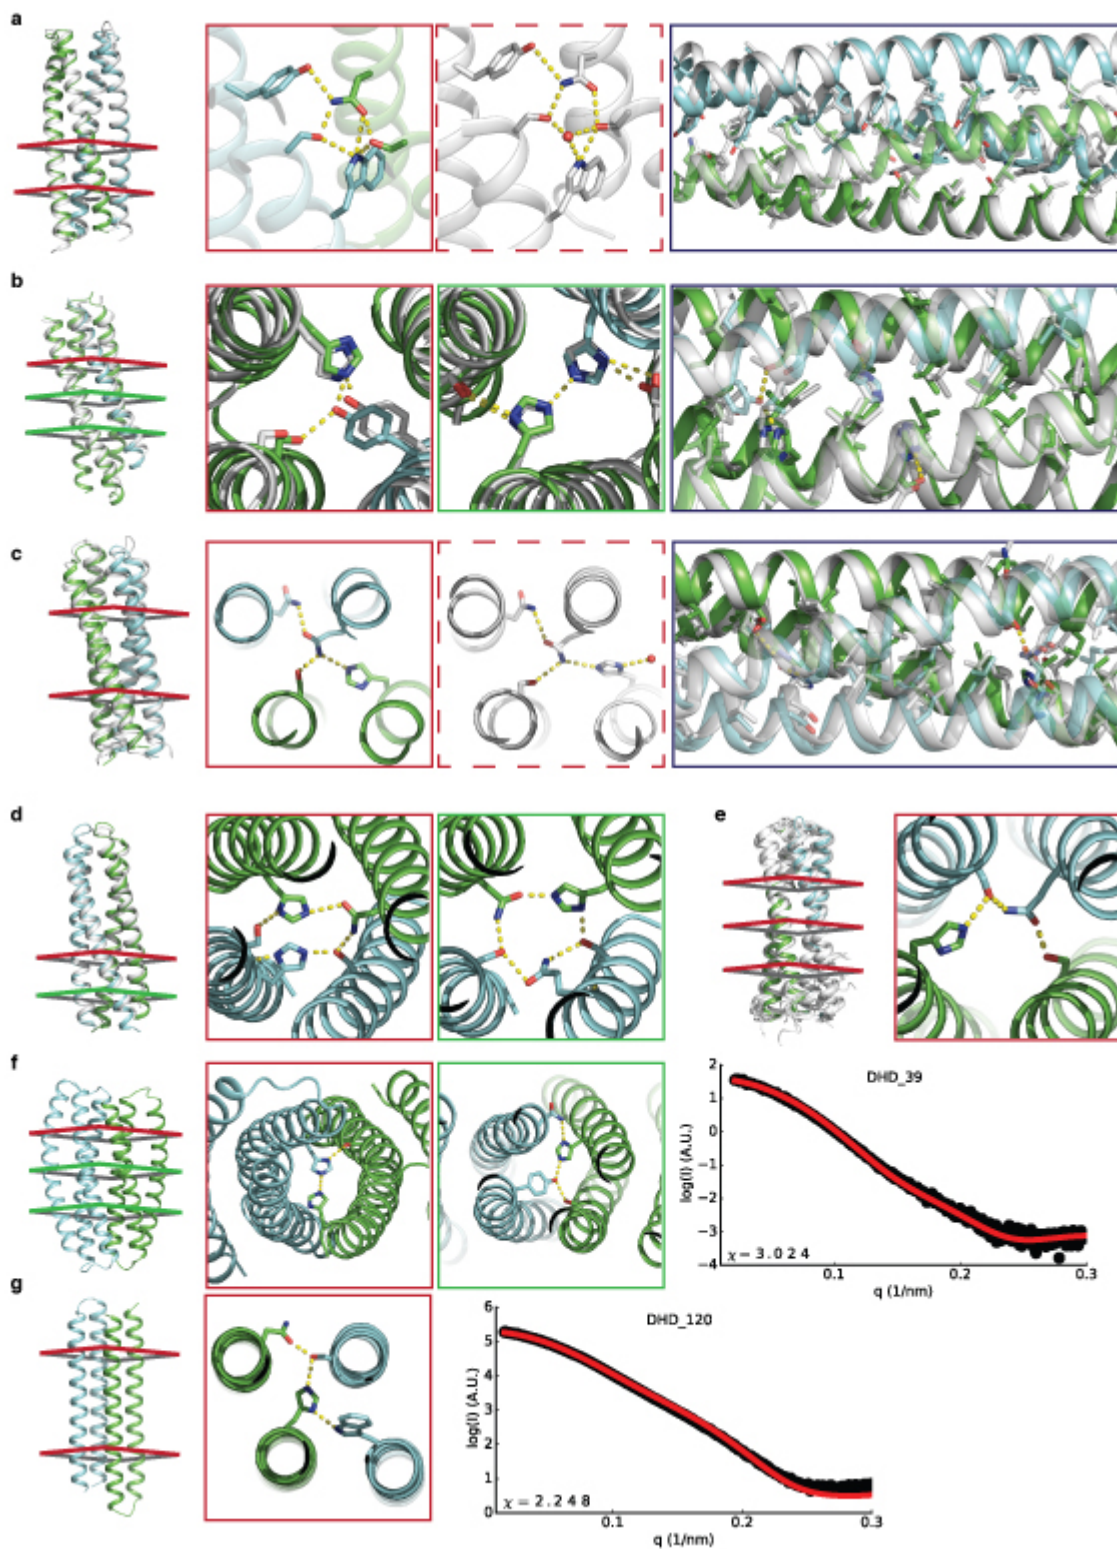 a
b
c
d
e
f
DHD_39
log(I) (A.U.)
2
1
0
−1
−2
−3
−4
χ = 3.024
0.1
0.2
0.3
q (1/nm)
g
DHD_120
log(I) (A.U.)
6
5
4
3
2
1
0
χ = 2.248
0.1
0.2
0.3
q (1/nm)